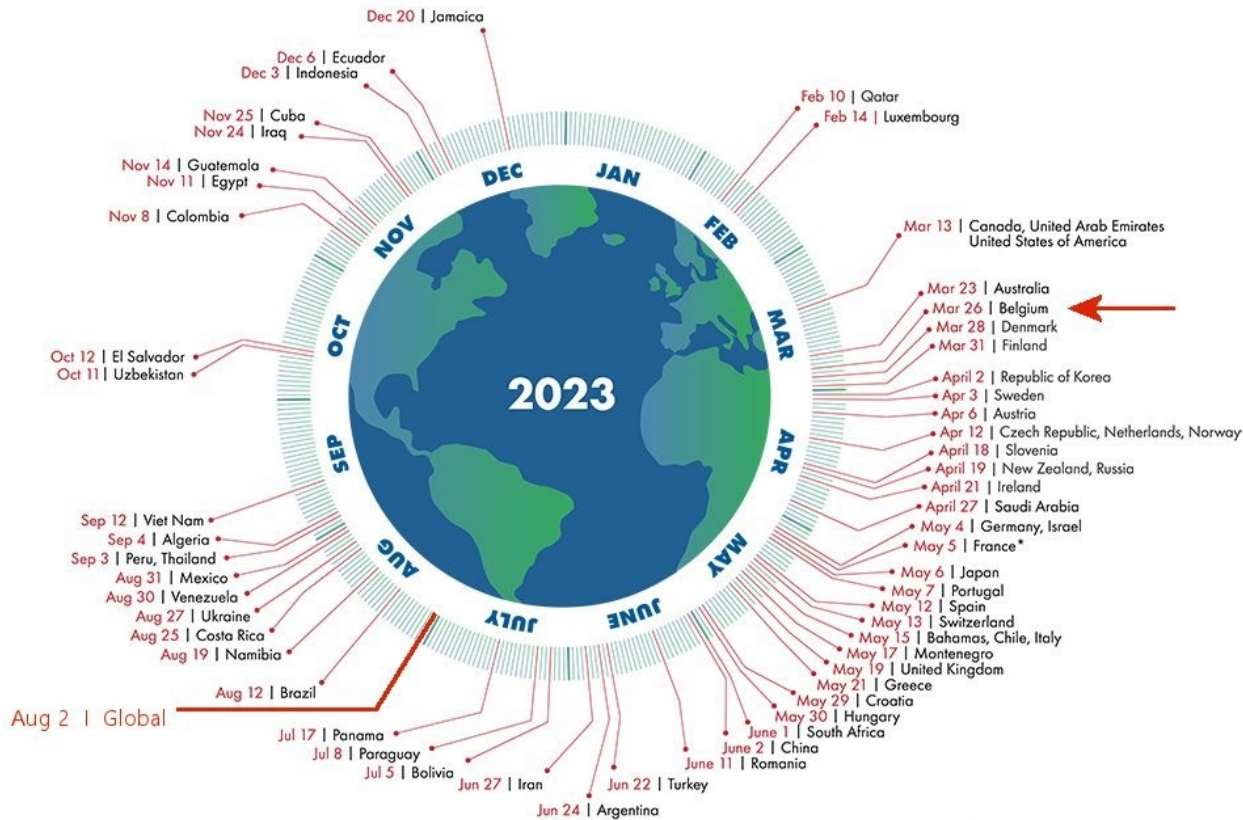 Dec 20 | Jamaica
Dec 6 | Ecuador
Dec 3 | Indonesia
Nov 25 | Cuba
Nov 24 | Iraq
Nov 14 | Guatemala
Nov 11 | Egypt
Nov 8 | Colombia
Oct 12 | El Salvador
Oct 11 | Uzbekistan
Sep 12 | Viet Nam
Sep 4 | Algeria
Sep 3 | Peru, Thailand
Aug 31 | Mexico
Aug 30 | Venezuela
Aug 27 | Ukraine
Aug 25 | Costa Rica
Aug 19 | Namibia
Aug 12 | Brazil
Aug 2 | Global
Jul 17 | Panama
Jul 8 | Paraguay
Jul 5 | Bolivia
Jun 27 | Iran
Jun 24 | Argentina
Jun 22 | Turkey
Feb 10 | Qatar
Feb 14 | Luxembourg
Mar 13 | Canada, United Arab Emirates
United States of America
Mar 23 | Australia
Mar 26 | Belgium
Mar 28 | Denmark
Mar 31 | Finland
April 2 | Republic of Korea
April 3 | Sweden
April 6 | Austria
Apr 12 | Czech Republic, Netherlands, Norway
April 18 | Slovenia
April 19 | New Zealand, Russia
April 21 | Ireland
April 27 | Saudi Arabia
May 4 | Germany, Israel
May 5 | France*
May 6 | Japan
May 7 | Portugal
May 12 | Spain
May 13 | Switzerland
May 15 | Bahamas, Chile, Italy
May 17 | Montenegro
May 19 | United Kingdom
May 21 | Greece
May 29 | Croatia
May 30 | Hungary
June 1 | South Africa
June 2 | China
June 11 | Romania
JAN
FEB
MAR
APR
MAY
JUNE
JULY
AUG
SEP
OCT
NOV
DEC
2023